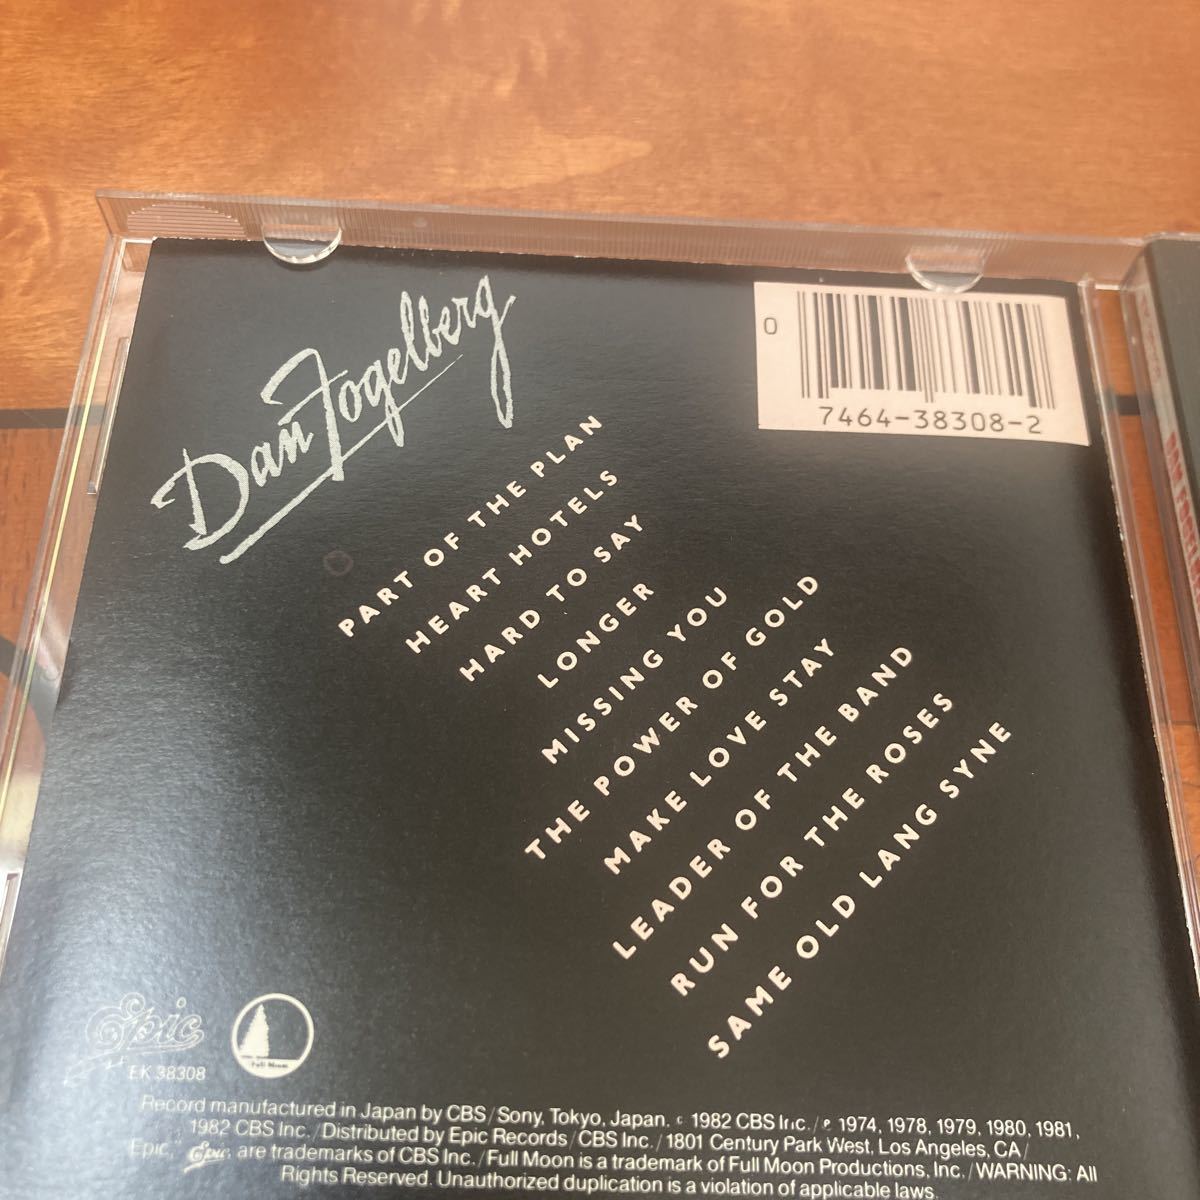 Dan Fogelberg
0
7464-38308-2
PART OF THE PLAN
HEART HOTELS
HARD TO SAY
LONGER
MISSING YOU
THE POWER OF GOLD
MAKE LOVE STAY
LEADER OF THE BAND
RUN FOR THE ROSES
SAME OLD LANG SYNE
Epic
EK 38308
Full Moon
Record manufactured in Japan by CBS/Sony, Tokyo, Japan. © 1982 CBS Inc./℗ 1974, 1978, 1979, 1980, 1981,
1982 CBS Inc./Distributed by Epic Records/CBS Inc./1801 Century Park West, Los Angeles, CA/
Epic, Epic, are trademarks of CBS Inc./Full Moon is a trademark of Full Moon Productions, Inc./WARNING: All
Rights Reserved. Unauthorized duplication is a violation of applicable laws.